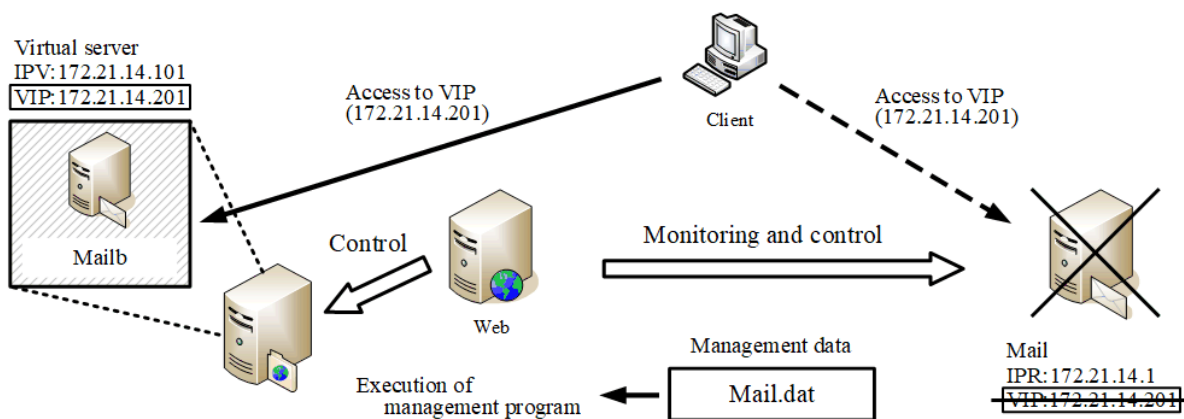 Virtual server
IPV:172.21.14.101
VIP:172.21.14.201
Mailb
Access to VIP
(172.21.14.201)
Client
Access to VIP
(172.21.14.201)
Control
Web
Monitoring and control
Management data
Mail.dat
Execution of
management program
Mail
IPR:172.21.14.1
VIP:172.21.14.201